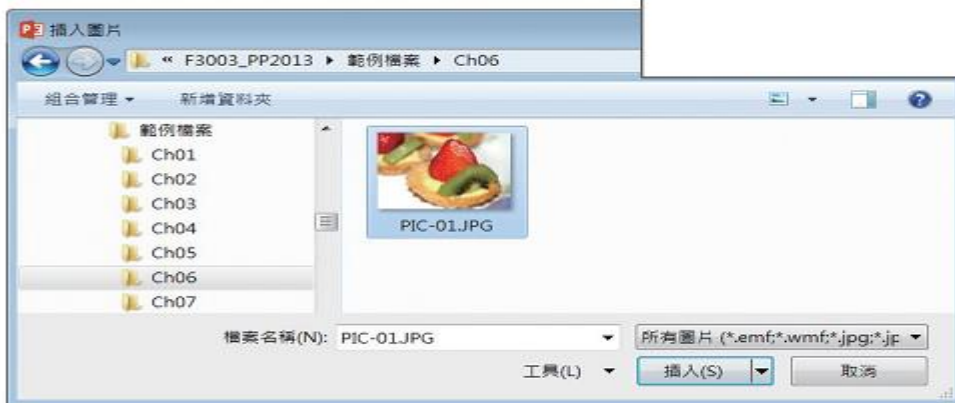 插入圖片
« F3003_PP2013 ▸ 範例檔案 ▸ Ch06
組合管理 ▾ 新增資料夾
範例檔案
Ch01
Ch02
Ch03
Ch04
Ch05
Ch06
Ch07
PIC-01.JPG
檔案名稱(N): PIC-01.JPG
所有圖片 (*.emf;*.wmf;*.jpg;*.jp
工具(L) ▾ 插入(S) 取消